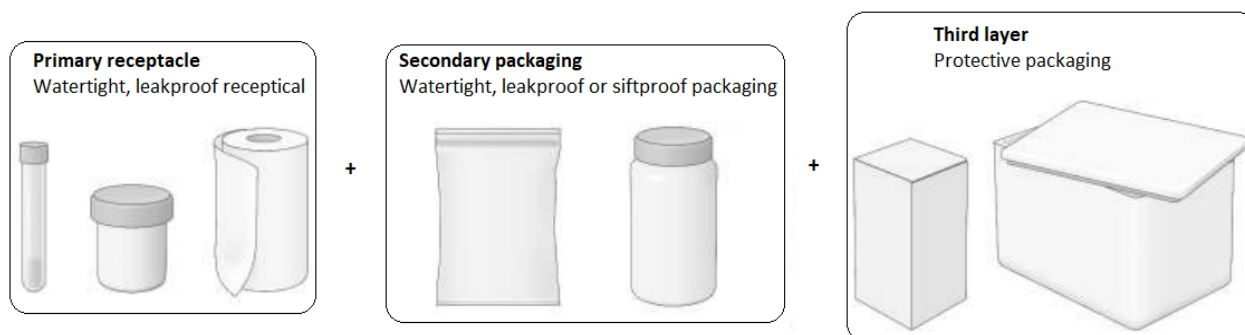 Primary receptacle
Watertight, leakproof receptical
+
Secondary packaging
Watertight, leakproof or siftproof packaging
+
Third layer
Protective packaging